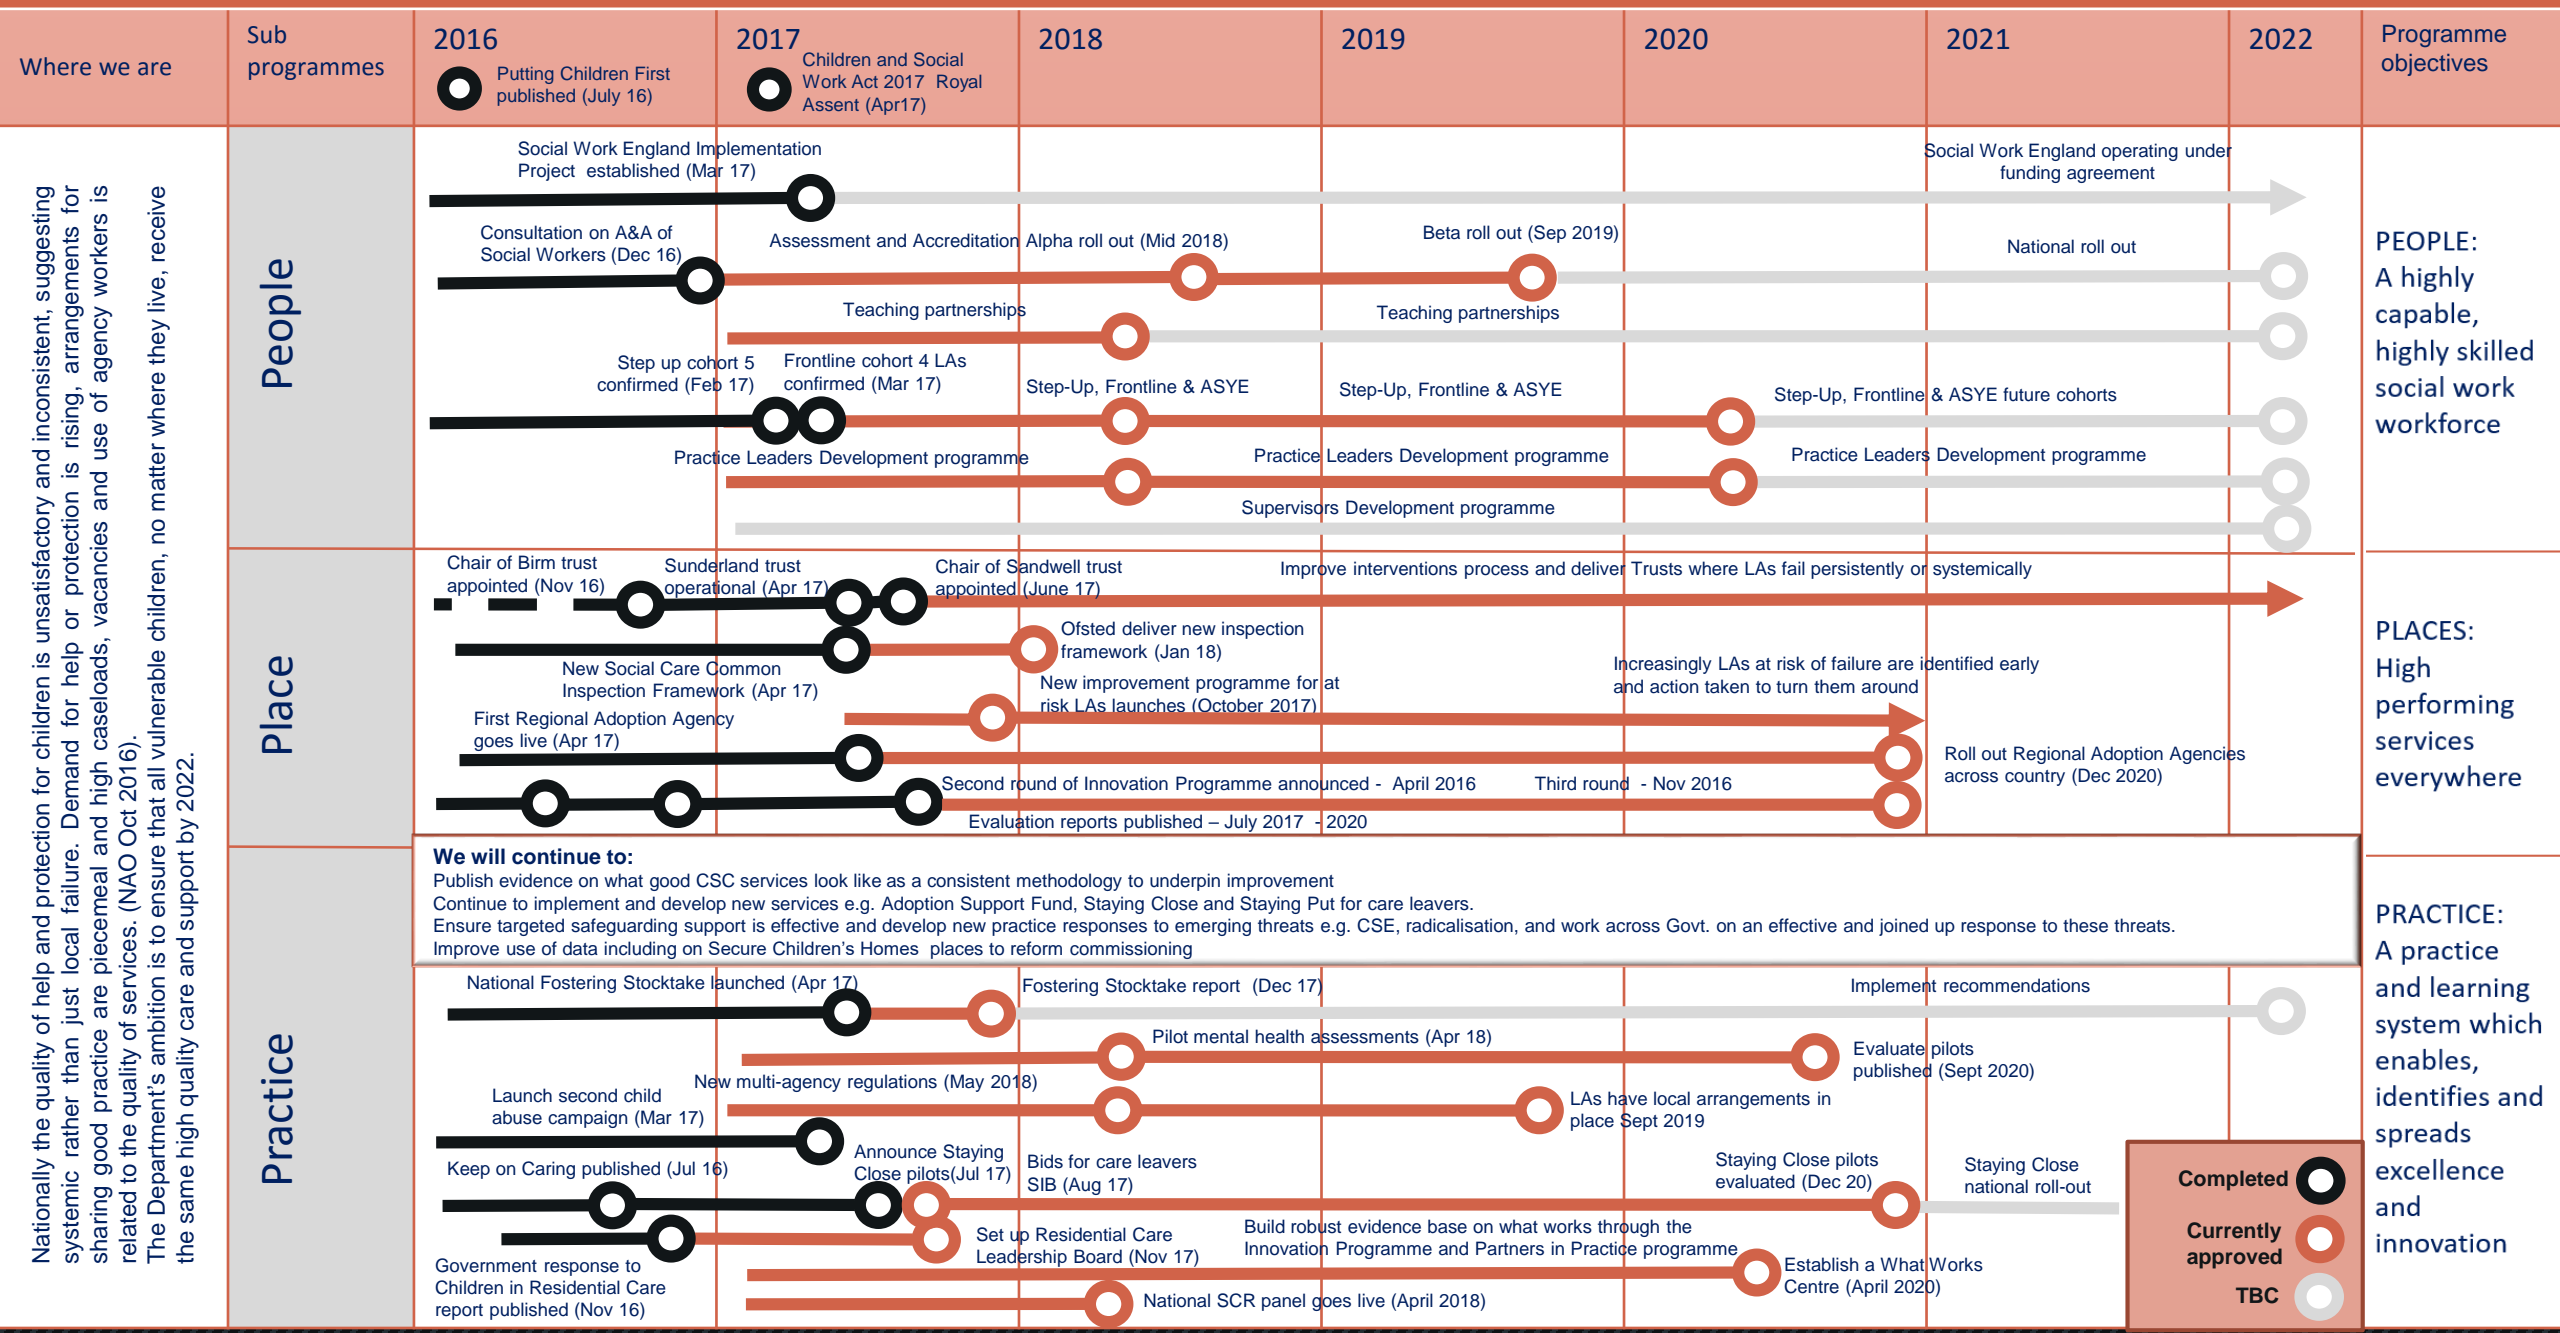 Where we are
Sub
programmes
2016
2017
2018
2019
2020
2021
2022
Programme
objectives
Putting Children First
published (July 16)
Children and Social
Work Act 2017  Royal
Assent (Apr17)
Nationally the quality of help and protection for children is unsatisfactory and inconsistent, suggesting
systemic rather than just local failure. Demand for help or protection is rising, arrangements for
sharing good practice are piecemeal and high caseloads, vacancies and use of agency workers is
related to the quality of services. (NAO Oct 2016).
The Department's ambition is to ensure that all vulnerable children, no matter where they live, receive
the same high quality care and support by 2022.
People
Social Work England Implementation
Project  established (Mar 17)
Social Work England operating under
funding agreement
Consultation on A&A of
Social Workers (Dec 16)
Assessment and Accreditation Alpha roll out (Mid 2018)
Beta roll out (Sep 2019)
National roll out
Teaching partnerships
Teaching partnerships
Step up cohort 5
confirmed (Feb 17)
Frontline cohort 4 LAs
confirmed (Mar 17)
Step-Up, Frontline & ASYE
Step-Up, Frontline & ASYE
Step-Up, Frontline & ASYE future cohorts
Practice Leaders Development programme
Practice Leaders Development programme
Practice Leaders Development programme
Supervisors Development programme
PEOPLE:
A highly
capable,
highly skilled
social work
workforce
Place
Chair of Birm trust
appointed (Nov 16)
Sunderland trust
operational (Apr 17)
Chair of Sandwell trust
appointed (June 17)
Improve interventions process and deliver Trusts where LAs fail persistently or systemically
Ofsted deliver new inspection
framework (Jan 18)
New Social Care Common
Inspection Framework (Apr 17)
New improvement programme for at
risk LAs launches (October 2017)
Increasingly LAs at risk of failure are identified early
and action taken to turn them around
First Regional Adoption Agency
goes live (Apr 17)
Roll out Regional Adoption Agencies
across country (Dec 2020)
Second round of Innovation Programme announced -  April 2016
Third round  - Nov 2016
Evaluation reports published – July 2017  - 2020
PLACES:
High
performing
services
everywhere
We will continue to:
Publish evidence on what good CSC services look like as a consistent methodology to underpin improvement
Continue to implement and develop new services e.g. Adoption Support Fund, Staying Close and Staying Put for care leavers.
Ensure targeted safeguarding support is effective and develop new practice responses to emerging threats e.g. CSE, radicalisation, and work across Govt. on an effective and joined up response to these threats.
Improve use of data including on Secure Children's Homes  places to reform commissioning
Practice
National Fostering Stocktake launched (Apr 17)
Fostering Stocktake report  (Dec 17)
Implement recommendations
Pilot mental health assessments (Apr 18)
Evaluate pilots
published (Sept 2020)
New multi-agency regulations (May 2018)
LAs have local arrangements in
place Sept 2019
Launch second child
abuse campaign (Mar 17)
Keep on Caring published (Jul 16)
Announce Staying
Close pilots(Jul 17)
Bids for care leavers
SIB (Aug 17)
Staying Close pilots
evaluated (Dec 20)
Staying Close
national roll-out
Set up Residential Care
Leadership Board (Nov 17)
Government response to
Children in Residential Care
report published (Nov 16)
Build robust evidence base on what works through the
Innovation Programme and Partners in Practice programme
Establish a What Works
Centre (April 2020)
National SCR panel goes live (April 2018)
PRACTICE:
A practice
and learning
system which
enables,
identifies and
spreads
excellence
and
innovation
Completed
Currently
approved
TBC